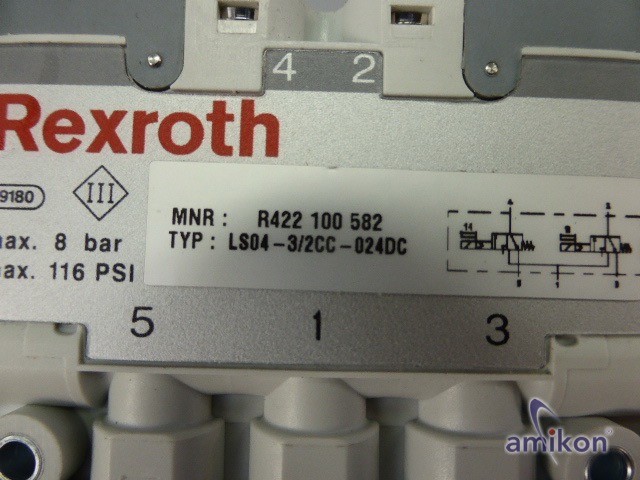 4 2
Rexroth
9180
III
MNR : R422 100 582
TYP : LS04-3/2CC-024DC
max. 8 bar
max. 116 PSI
5 1 3
amikon